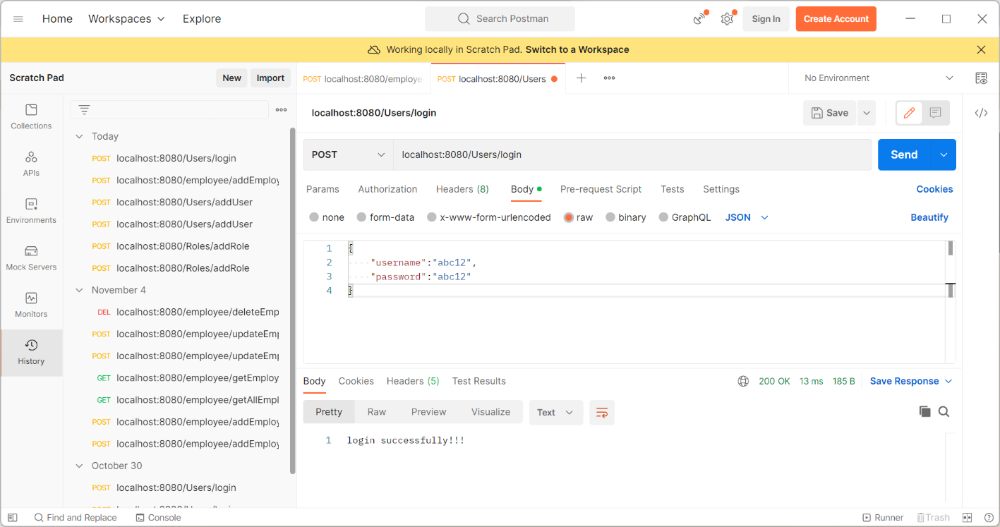 Home Workspaces Explore Search Postman Sign In Create Account
Working locally in Scratch Pad. Switch to a Workspace
Scratch Pad New Import
POST localhost:8080/employe POST localhost:8080/Users No Environment
Collections
APIs
Environments
Mock Servers
Monitors
History
Today
POST localhost:8080/Users/login
POST localhost:8080/employee/addEmploy
POST localhost:8080/Users/addUser
POST localhost:8080/Users/addUser
POST localhost:8080/Roles/addRole
POST localhost:8080/Roles/addRole
November 4
DEL localhost:8080/employee/deleteEmp
POST localhost:8080/employee/updateEmp
POST localhost:8080/employee/updateEmp
GET localhost:8080/employee/getEmploy
GET localhost:8080/employee/getAllEmpl
POST localhost:8080/employee/addEmploy
POST localhost:8080/employee/addEmploy
October 30
POST localhost:8080/Users/login
localhost:8080/Users/login Save
POST localhost:8080/Users/login Send
Params Authorization Headers (8) Body Pre-request Script Tests Settings Cookies
none form-data x-www-form-urlencoded raw binary GraphQL JSON Beautify
1 {
2 "username":"abc12",
3 "password":"abc12"
4 }
Body Cookies Headers (5) Test Results 200 OK 13 ms 185 B Save Response
Pretty Raw Preview Visualize Text
1 login successfully!!!
Find and Replace Console Runner Trash